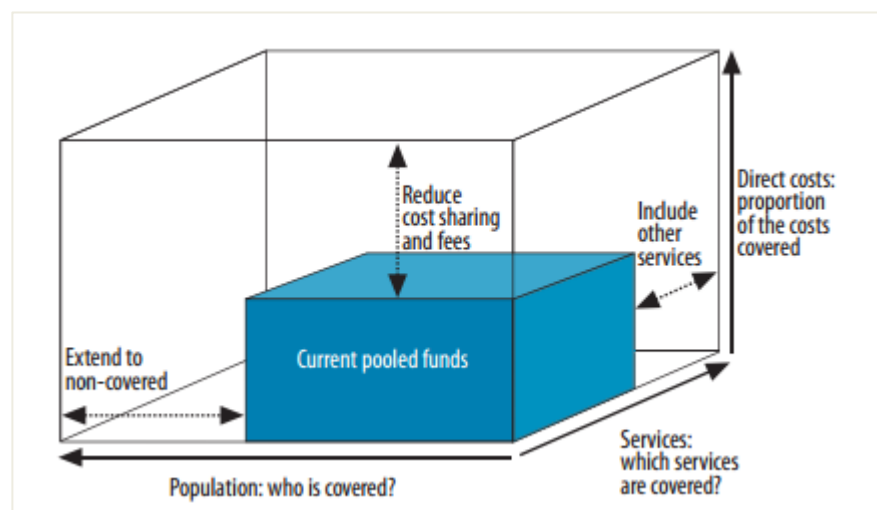 Reduce
cost sharing
and fees
Include
other
services
Direct costs:
proportion
of the costs
covered
Extend to
non-covered
Current pooled funds
Services:
which services
are covered?
Population: who is covered?